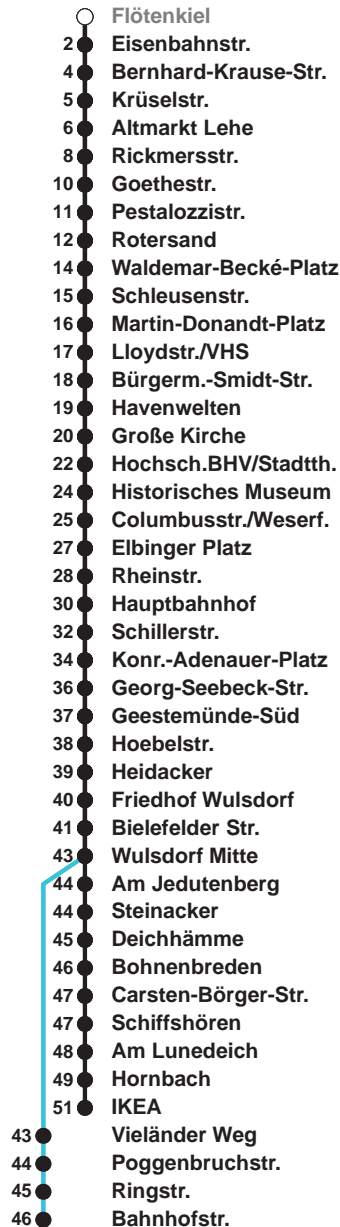 Flötenkiel
2 Eisenbahnstr.
4 Bernhard-Krause-Str.
5 Krüselstr.
6 Altmarkt Lehe
8 Rickmersstr.
10 Goethestr.
11 Pestalozzistr.
12 Rotersand
14 Waldemar-Becké-Platz
15 Schleusenstr.
16 Martin-Donandt-Platz
17 Lloydstr./VHS
18 Bürgerm.-Smidt-Str.
19 Havenwelten
20 Große Kirche
22 Hochsch.BHV/Stadtth.
24 Historisches Museum
25 Columbusstr./Weserf.
27 Elbinger Platz
28 Rheinstr.
30 Hauptbahnhof
32 Schillerstr.
34 Konr.-Adenauer-Platz
36 Georg-Seebeck-Str.
37 Geestemünde-Süd
38 Hoebelstr.
39 Heidacker
40 Friedhof Wulsdorf
41 Bielefelder Str.
43 Wulsdorf Mitte
44 Am Jedutenberg
44 Steinacker
45 Deichhämme
46 Bohnenbreden
47 Carsten-Börger-Str.
47 Schiffshören
48 Am Lunedeich
49 Hornbach
51 IKEA
43 Vieländer Weg
44 Poggenbruchstr.
45 Ringstr.
46 Bahnhofstr.